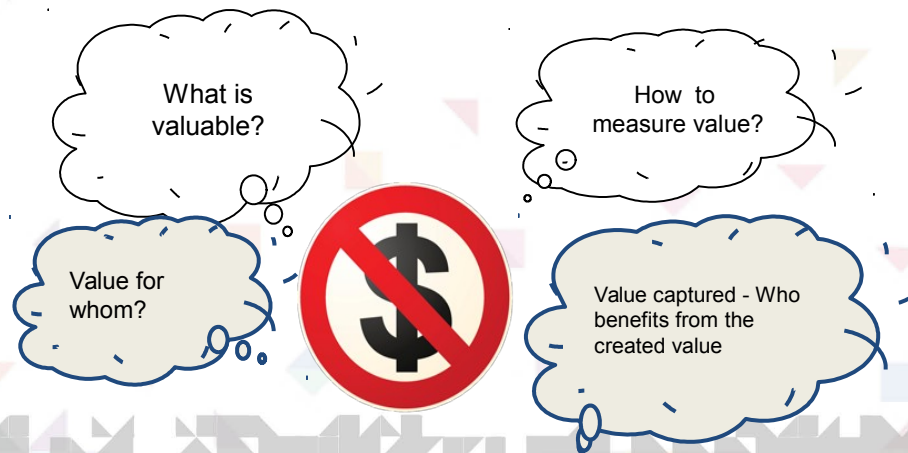 What is
valuable?
How to
measure value?
Value for
whom?
$
Value captured - Who
benefits from the
created value